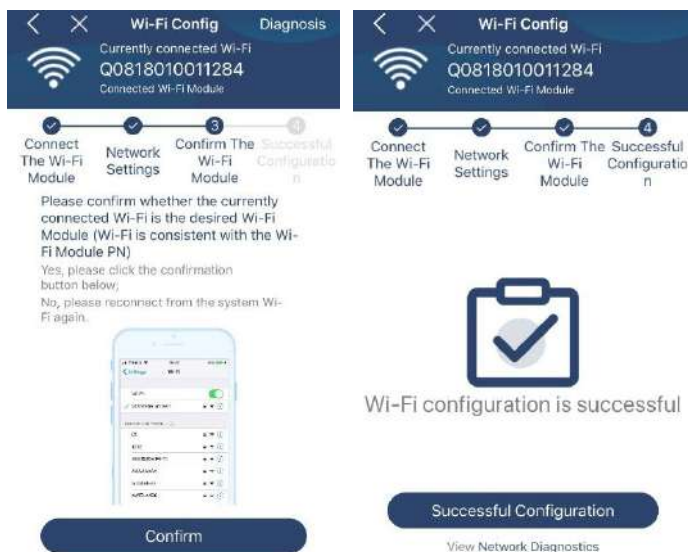 Wi-Fi Config Diagnosis
Currently connected Wi-Fi
Q0818010011284
Connected Wi-Fi Module
3
4
Connect
The Wi-Fi
Module
Network
Settings
Confirm The
Wi-Fi
Module
Successful
Configuratio
n
Please confirm whether the currently
connected Wi-Fi is the desired Wi-Fi
Module (Wi-Fi is consistent with the Wi-
Fi Module PN)
Yes, please click the confirmation
button below;
No, please reconnect from the system Wi-
Fi again.
Confirm
Wi-Fi Config
Currently connected Wi-Fi
Q0818010011284
Connected Wi-Fi Module
4
Connect
The Wi-Fi
Module
Network
Settings
Confirm The
Wi-Fi
Module
Successful
Configuratio
n
Wi-Fi configuration is successful
Successful Configuration
View Network Diagnostics